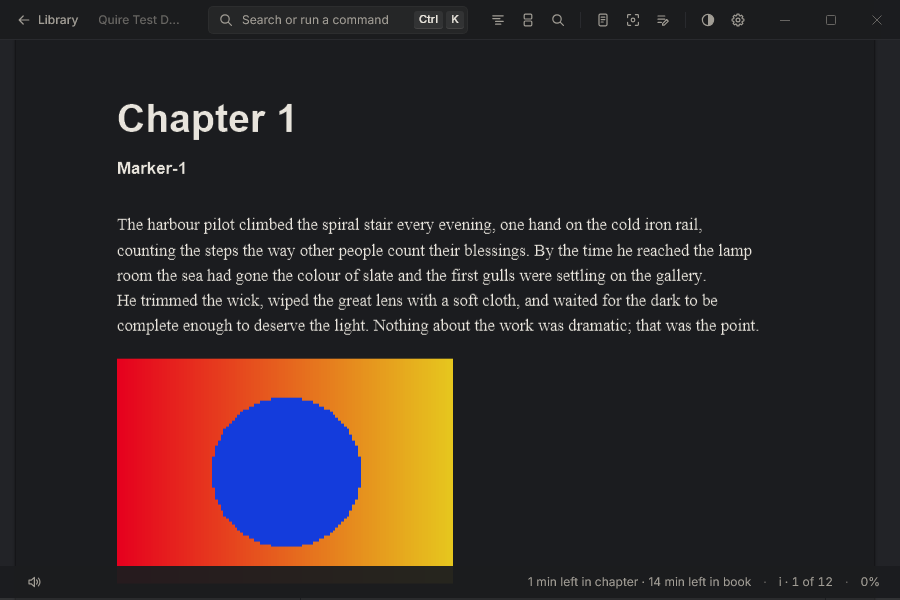 Library
Quire Test D...
Search or run a command
Ctrl K
Chapter 1
Marker-1
The harbour pilot climbed the spiral stair every evening, one hand on the cold iron rail,
counting the steps the way other people count their blessings. By the time he reached the lamp
room the sea had gone the colour of slate and the first gulls were settling on the gallery.
He trimmed the wick, wiped the great lens with a soft cloth, and waited for the dark to be
complete enough to deserve the light. Nothing about the work was dramatic; that was the point.
1 min left in chapter · 14 min left in book · i · 1 of 12 · 0%